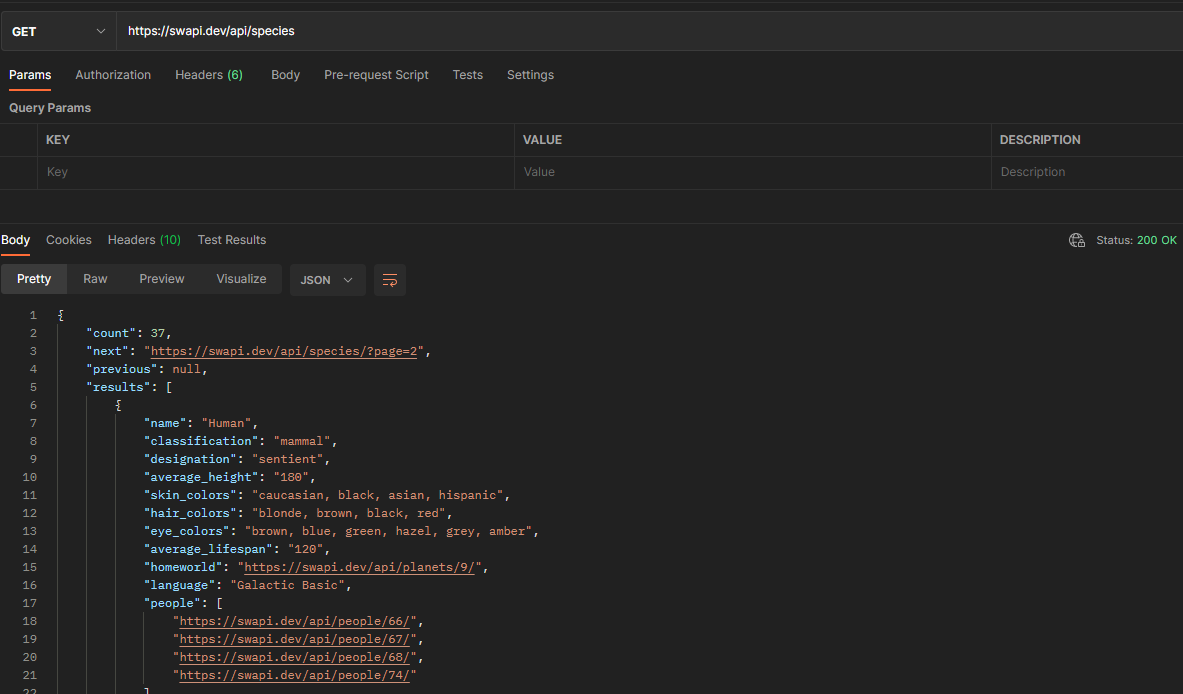 GET https://swapi.dev/api/species
Params Authorization Headers (6) Body Pre-request Script Tests Settings
Query Params
KEY VALUE DESCRIPTION
Key Value Description
Body Cookies Headers (10) Test Results Status: 200 OK
Pretty Raw Preview Visualize JSON
1 {
2 "count": 37,
3 "next": "https://swapi.dev/api/species/?page=2",
4 "previous": null,
5 "results": [
6 {
7 "name": "Human",
8 "classification": "mammal",
9 "designation": "sentient",
10 "average_height": "180",
11 "skin_colors": "caucasian, black, asian, hispanic",
12 "hair_colors": "blonde, brown, black, red",
13 "eye_colors": "brown, blue, green, hazel, grey, amber",
14 "average_lifespan": "120",
15 "homeworld": "https://swapi.dev/api/planets/9/",
16 "language": "Galactic Basic",
17 "people": [
18 "https://swapi.dev/api/people/66/",
19 "https://swapi.dev/api/people/67/",
20 "https://swapi.dev/api/people/68/",
21 "https://swapi.dev/api/people/74/"
22 ]